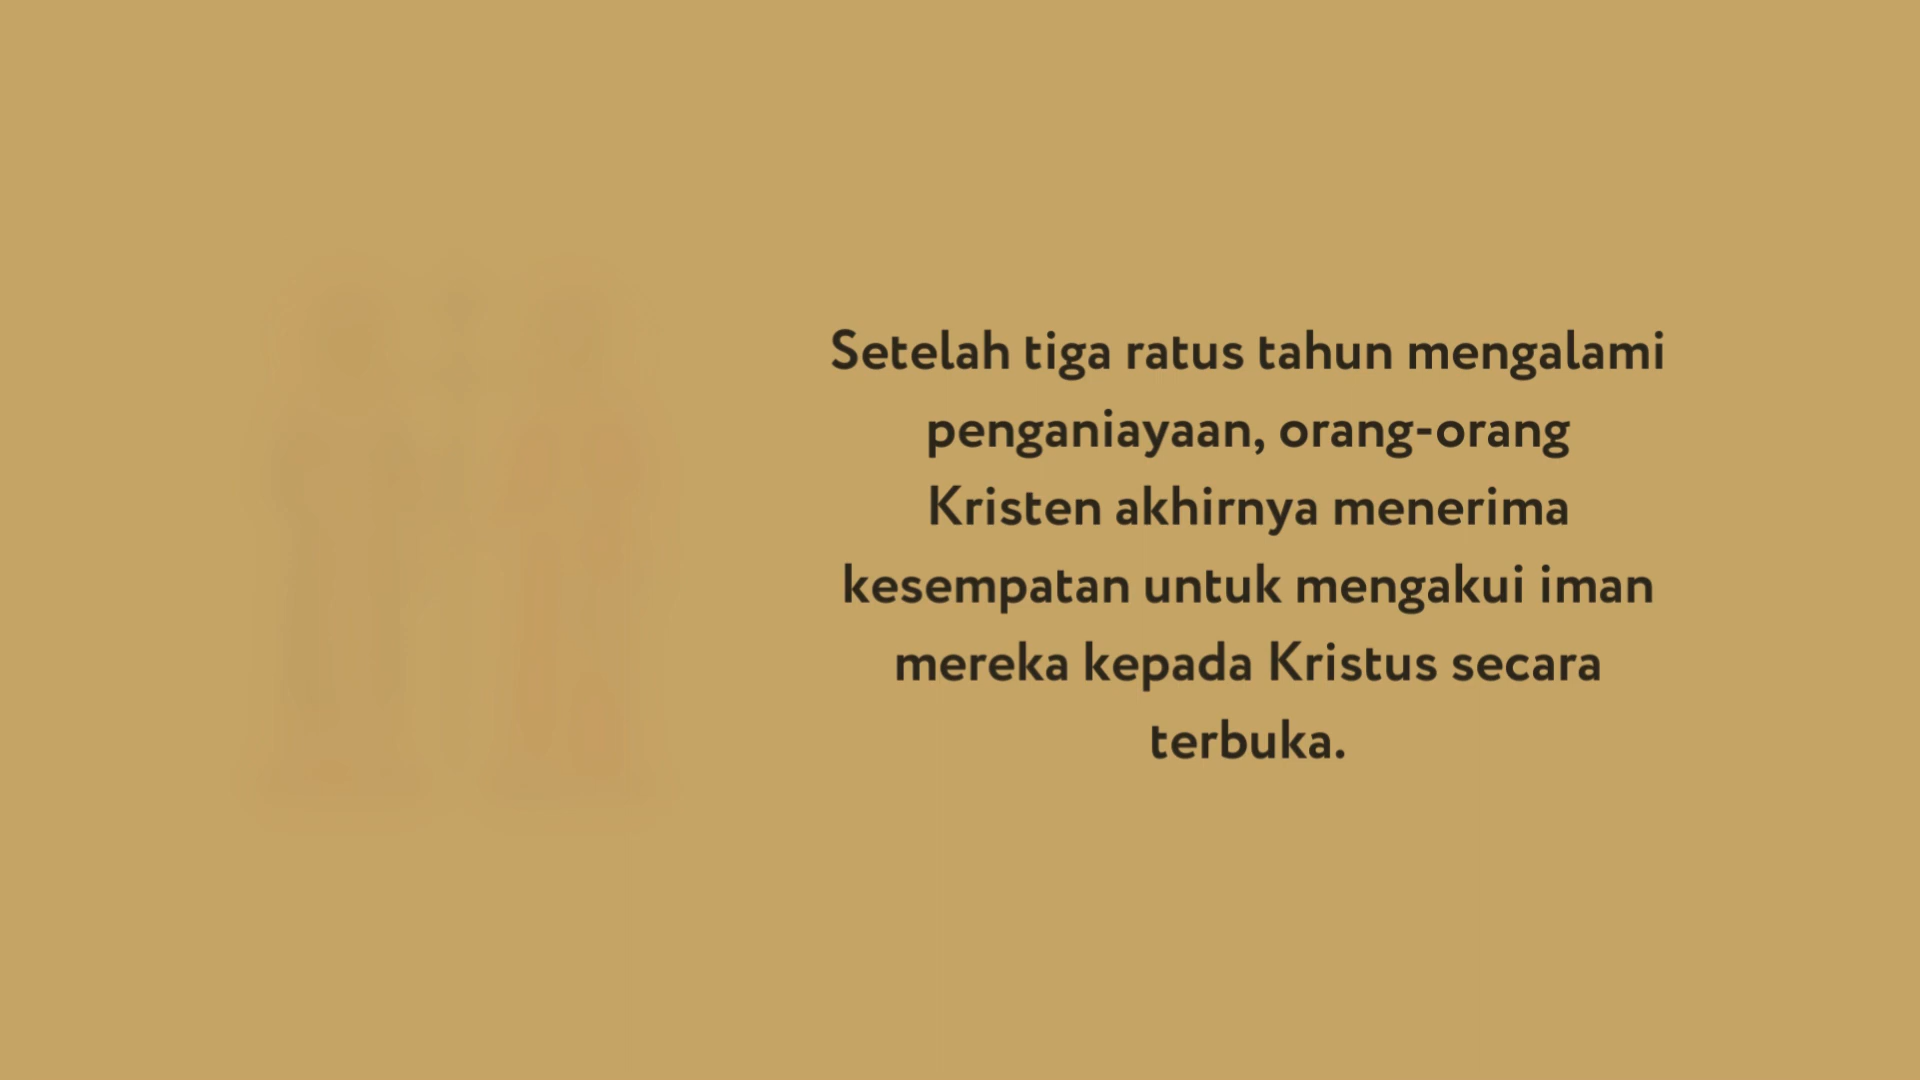 Setelah tiga ratus tahun mengalami
penganiayaan, orang-orang
Kristen akhirnya menerima
kesempatan untuk mengakui iman
mereka kepada Kristus secara
terbuka.